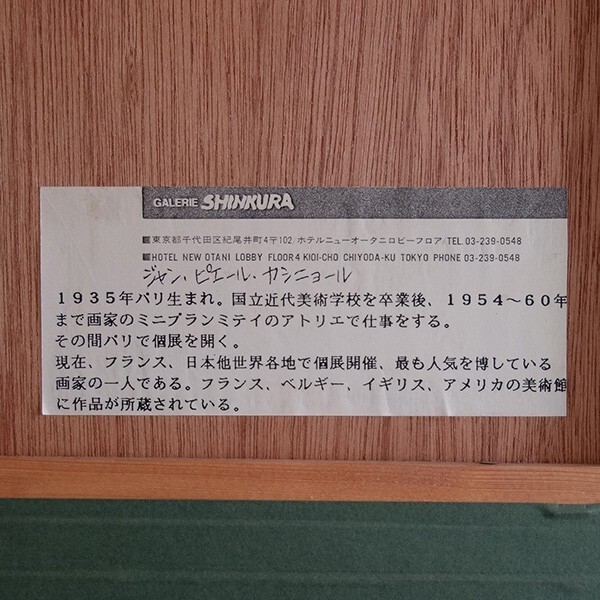 GALERIE SHINKURA
■東京都千代田区紀尾井町4〒102/ホテルニューオータニロビーフロア/TEL.03-239-0548
■HOTEL NEW OTANI LOBBY FLOOR 4 KIOI-CHO CHIYODA-KU TOKYO PHONE 03-239-0548
ジャン・ピエール・カシニョール
1935年パリ生まれ。国立近代美術学校を卒業後、1954〜60年
まで画家のミニブランミテイのアトリエで仕事をする。
その間パリで個展を開く。
現在、フランス、日本他世界各地で個展開催、最も人気を博している
画家の一人である。フランス、ベルギー、イギリス、アメリカの美術館
に作品が所蔵されている。